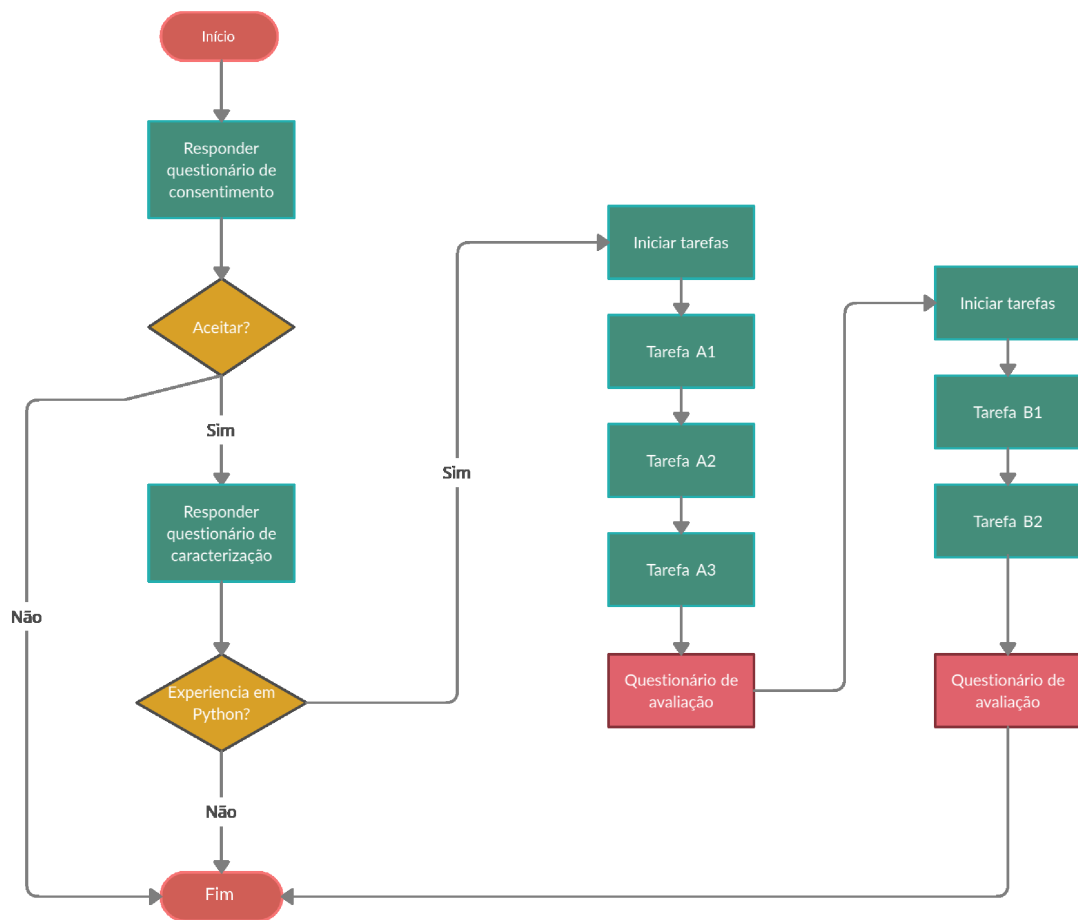 Início
Responder
questionário de
consentimento
Aceitar?
Sim
Não
Responder
questionário de
caracterização
Experiencia em
Python?
Não
Sim
Fim
Iniciar tarefas
Tarefa A1
Tarefa A2
Tarefa A3
Questionário de
avaliação
Iniciar tarefas
Tarefa B1
Tarefa B2
Questionário de
avaliação